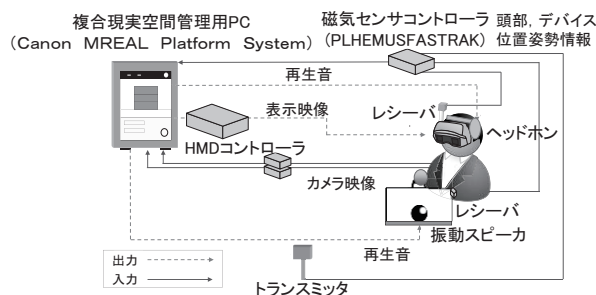 複合現実空間管理用PC
（Canon MREAL Platform System）
磁気センサコントローラ
(PLHEMUSFASTRAK)
頭部，デバイス
位置姿勢情報
再生音
表示映像
レシーバ
ヘッドホン
HMDコントローラ
カメラ映像
レシーバ
振動スピーカ
再生音
出力
入力
トランスミッタ